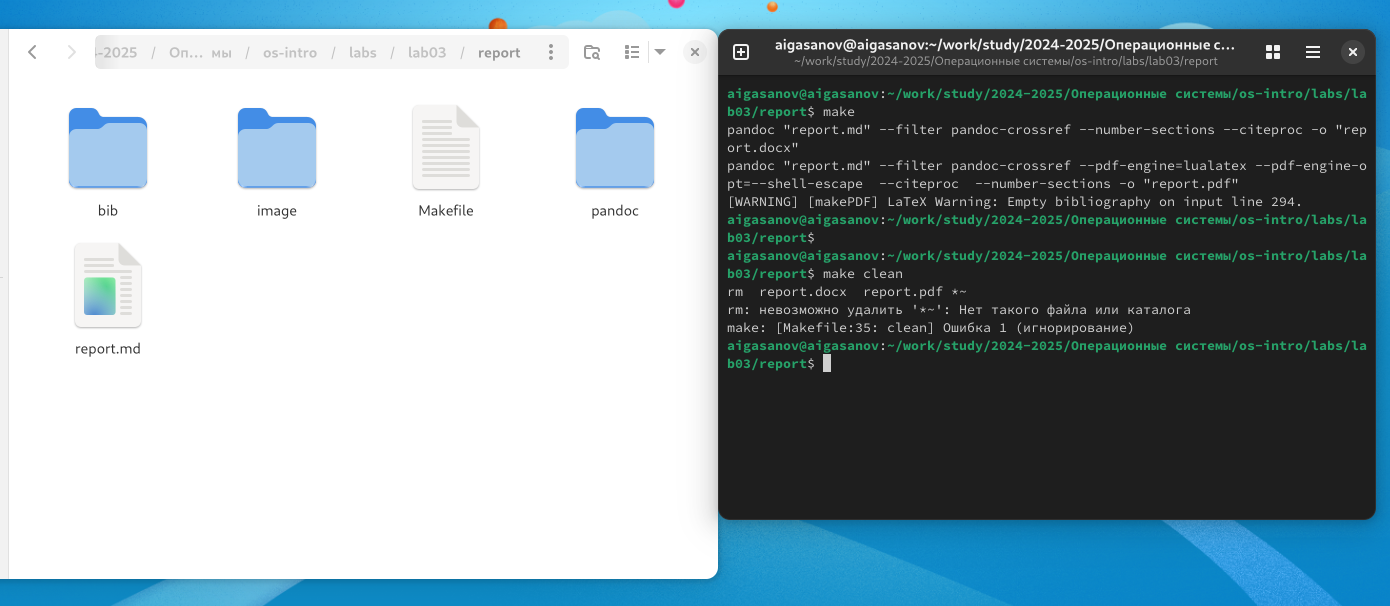 -2025 / Оп... мы / os-intro / labs / lab03 / report
bib
image
Makefile
pandoc
report.md
aigasanov@aigasanov:~/work/study/2024-2025/Операционные с...
~/work/study/2024-2025/Операционные системы/os-intro/labs/lab03/report
aigasanov@aigasanov:~/work/study/2024-2025/Операционные системы/os-intro/labs/la
b03/report$ make
pandoc "report.md" --filter pandoc-crossref --number-sections --citeproc -o "rep
ort.docx"
pandoc "report.md" --filter pandoc-crossref --pdf-engine=lualatex --pdf-engine-o
pt=--shell-escape  --citeproc  --number-sections -o "report.pdf"
[WARNING] [makePDF] LaTeX Warning: Empty bibliography on input line 294.
aigasanov@aigasanov:~/work/study/2024-2025/Операционные системы/os-intro/labs/la
b03/report$
aigasanov@aigasanov:~/work/study/2024-2025/Операционные системы/os-intro/labs/la
b03/report$ make clean
rm  report.docx  report.pdf *~
rm: невозможно удалить '*~': Нет такого файла или каталога
make: [Makefile:35: clean] Ошибка 1 (игнорирование)
aigasanov@aigasanov:~/work/study/2024-2025/Операционные системы/os-intro/labs/la
b03/report$